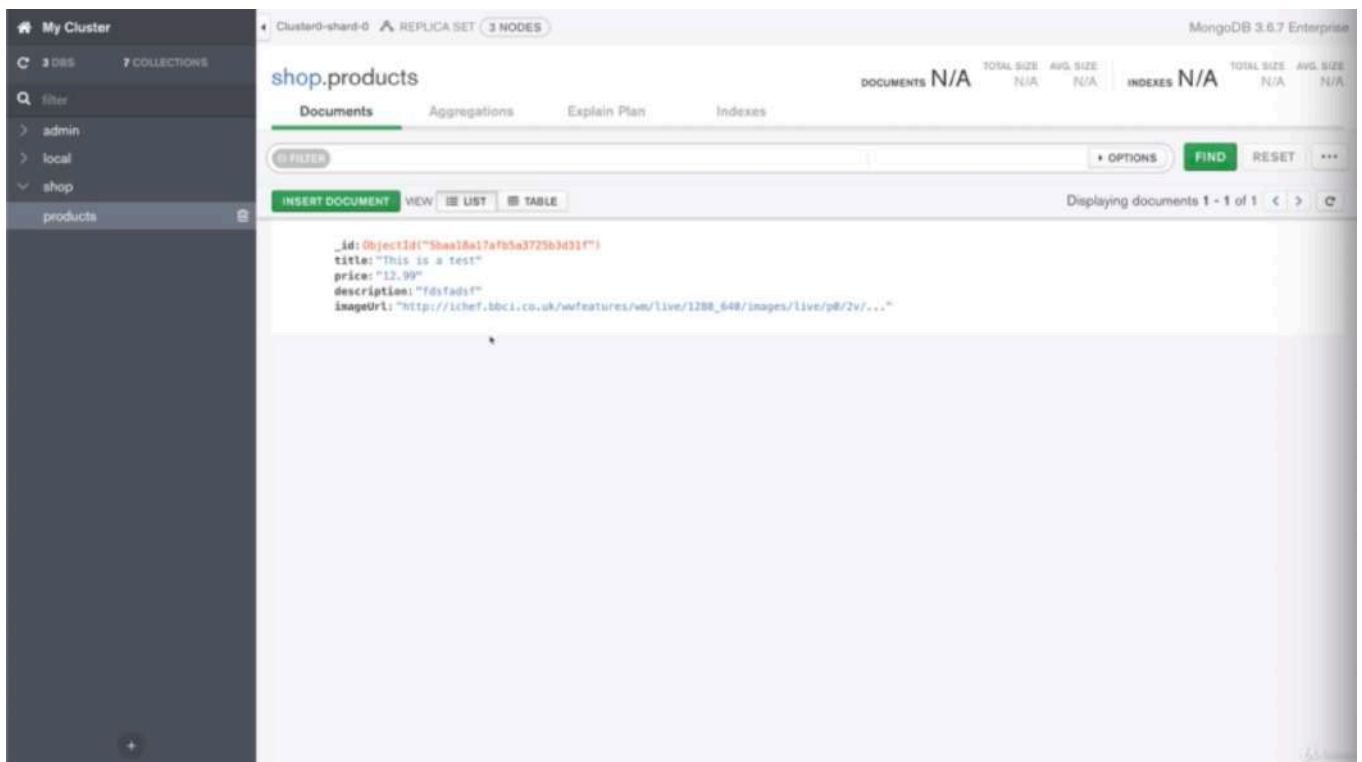 My Cluster
Cluster0-shard-0 REPLICA SET 3 NODES
MongoDB 3.6.7 Enterprise
3 DBS 7 COLLECTIONS
filter
admin
local
shop
products
shop.products
DOCUMENTS N/A TOTAL SIZE N/A AVG. SIZE N/A
INDEXES N/A TOTAL SIZE N/A AVG. SIZE N/A
Documents Aggregations Explain Plan Indexes
FILTER OPTIONS FIND RESET ...
INSERT DOCUMENT VIEW LIST TABLE
Displaying documents 1 - 1 of 1
_id:ObjectId("5baa18a17afb5a3725b3d31f")
title:"This is a test"
price:"12.99"
description:"fdsfadsf"
imageUrl:"http://ichef.bbci.co.uk/wwfeatures/wm/live/1280_640/images/live/p0/2v/..."